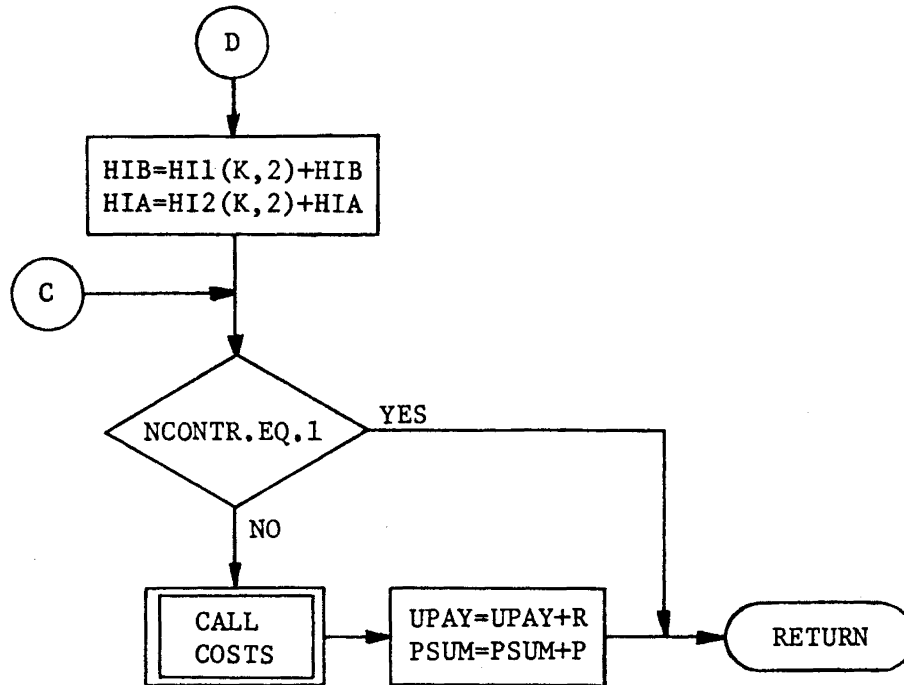 D
HIB=HI1(K,2)+HIB
HIA=HI2(K,2)+HIA
C
NCONTR.EQ.1
YES
NO
CALL
COSTS
UPAY=UPAY+R
PSUM=PSUM+P
RETURN